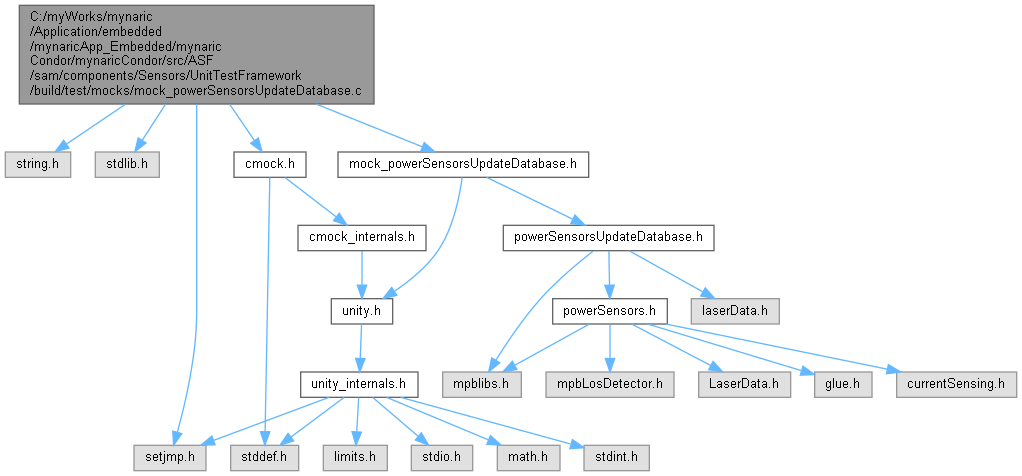 C:/myWorks/mynaric
/Application/embedded
/mynaricApp_Embedded/mynaric
Condor/mynaricCondor/src/ASF
/sam/components/Sensors/UnitTestFramework
/build/test/mocks/mock_powerSensorsUpdateDatabase.c
string.h
stdlib.h
cmock.h
mock_powerSensorsUpdateDatabase.h
cmock_internals.h
powerSensorsUpdateDatabase.h
unity.h
powerSensors.h
laserData.h
unity_internals.h
mpblibs.h
mpbLosDetector.h
LaserData.h
glue.h
currentSensing.h
setjmp.h
stddef.h
limits.h
stdio.h
math.h
stdint.h